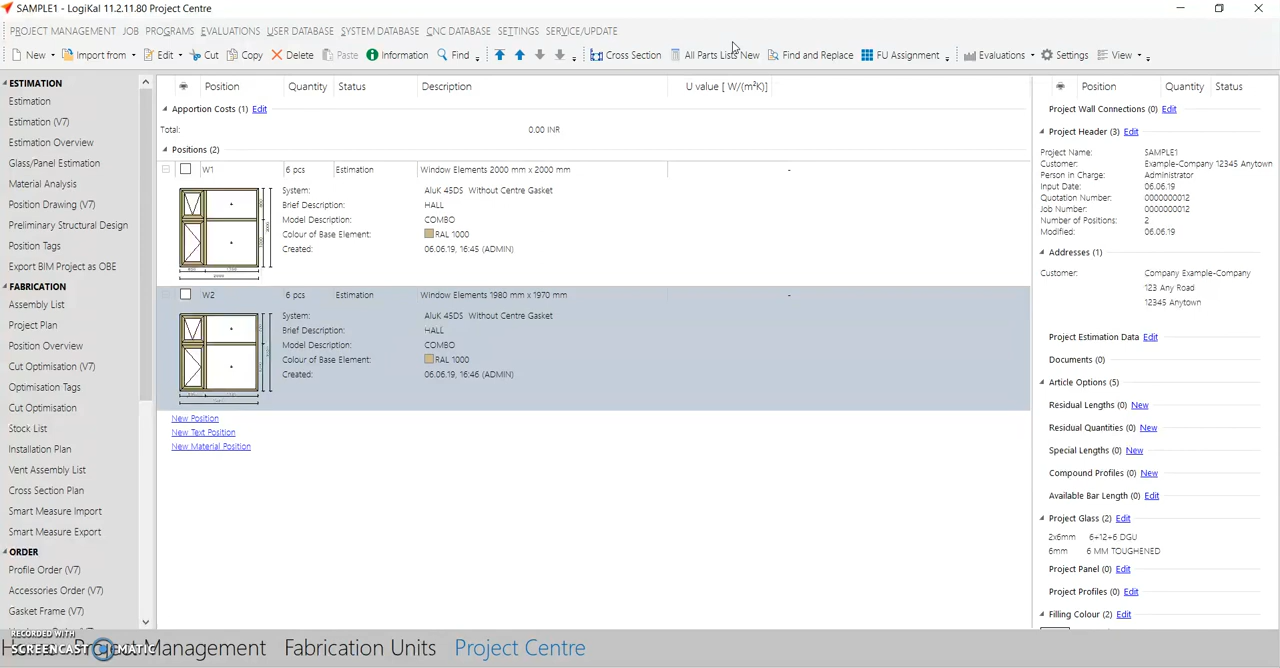 SAMPLE1 - LogiKal 11.2.11.80 Project Centre
PROJECT MANAGEMENT JOB PROGRAMS EVALUATIONS USER DATABASE SYSTEM DATABASE CNC DATABASE SETTINGS SERVICE/UPDATE
New Import from Edit Cut Copy Delete Paste Information Find Cross Section All Parts Lists New Find and Replace FU Assignment Evaluations Settings View
ESTIMATION
Estimation
Estimation (V7)
Estimation Overview
Glass/Panel Estimation
Material Analysis
Position Drawing (V7)
Preliminary Structural Design
Position Tags
Export BIM Project as OBE
FABRICATION
Assembly List
Project Plan
Position Overview
Cut Optimisation (V7)
Optimisation Tags
Cut Optimisation
Stock List
Installation Plan
Vent Assembly List
Cross Section Plan
Smart Measure Import
Smart Measure Export
ORDER
Profile Order (V7)
Accessories Order (V7)
Gasket Frame (V7)
Position Quantity Status Description U value [ W/(m²K)]
Apportion Costs (1) Edit
Total: 0.00 INR
Positions (2)
W1 6 pcs Estimation Window Elements 2000 mm x 2000 mm -
System: AluK 45DS Without Centre Gasket
Brief Description: HALL
Model Description: COMBO
Colour of Base Element: RAL 1000
Created: 06.06.19, 16:45 (ADMIN)
W2 6 pcs Estimation Window Elements 1980 mm x 1970 mm -
System: AluK 45DS Without Centre Gasket
Brief Description: HALL
Model Description: COMBO
Colour of Base Element: RAL 1000
Created: 06.06.19, 16:46 (ADMIN)
New Position
New Text Position
New Material Position
Position Quantity Status
Project Wall Connections (0) Edit
Project Header (3) Edit
Project Name: SAMPLE1
Customer: Example-Company 12345 Anytown
Person in Charge: Administrator
Input Date: 06.06.19
Quotation Number: 0000000012
Job Number: 0000000012
Number of Positions: 2
Modified: 06.06.19
Addresses (1)
Customer: Company Example-Company
123 Any Road
12345 Anytown
Project Estimation Data Edit
Documents (0)
Article Options (5)
Residual Lengths (0) New
Residual Quantities (0) New
Special Lengths (0) New
Compound Profiles (0) New
Available Bar Length (0) Edit
Project Glass (2) Edit
2x6mm 6+12+6 DGU
6mm 6 MM TOUGHENED
Project Panel (0) Edit
Project Profiles (0) Edit
Filling Colour (2) Edit
RECORDED WITH
SCREENCAST MATIC
Project Management Fabrication Units Project Centre